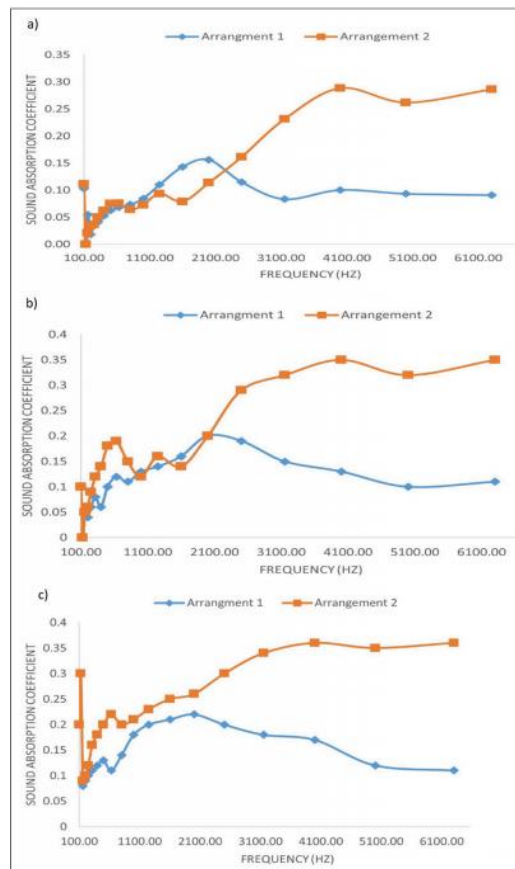 a)
Arrangment 1 Arrangement 2
SOUND ABSORPTION COEFFICIENT
0.35
0.30
0.25
0.20
0.15
0.10
0.05
0.00
100.00 1100.00 2100.00 3100.00 4100.00 5100.00 6100.00
FREQUENCY (HZ)
b)
Arrangment 1 Arrangement 2
SOUND ABSORPTION COEFFICIENT
0.4
0.35
0.3
0.25
0.2
0.15
0.1
0.05
0
100.00 1100.00 2100.00 3100.00 4100.00 5100.00 6100.00
FREQUENCY (HZ)
c)
Arrangment 1 Arrangement 2
SOUND ABSORPTION COEFFICIENT
0.4
0.35
0.3
0.25
0.2
0.15
0.1
0.05
0
100.00 1100.00 2100.00 3100.00 4100.00 5100.00 6100.00
FREQUENCY (HZ)